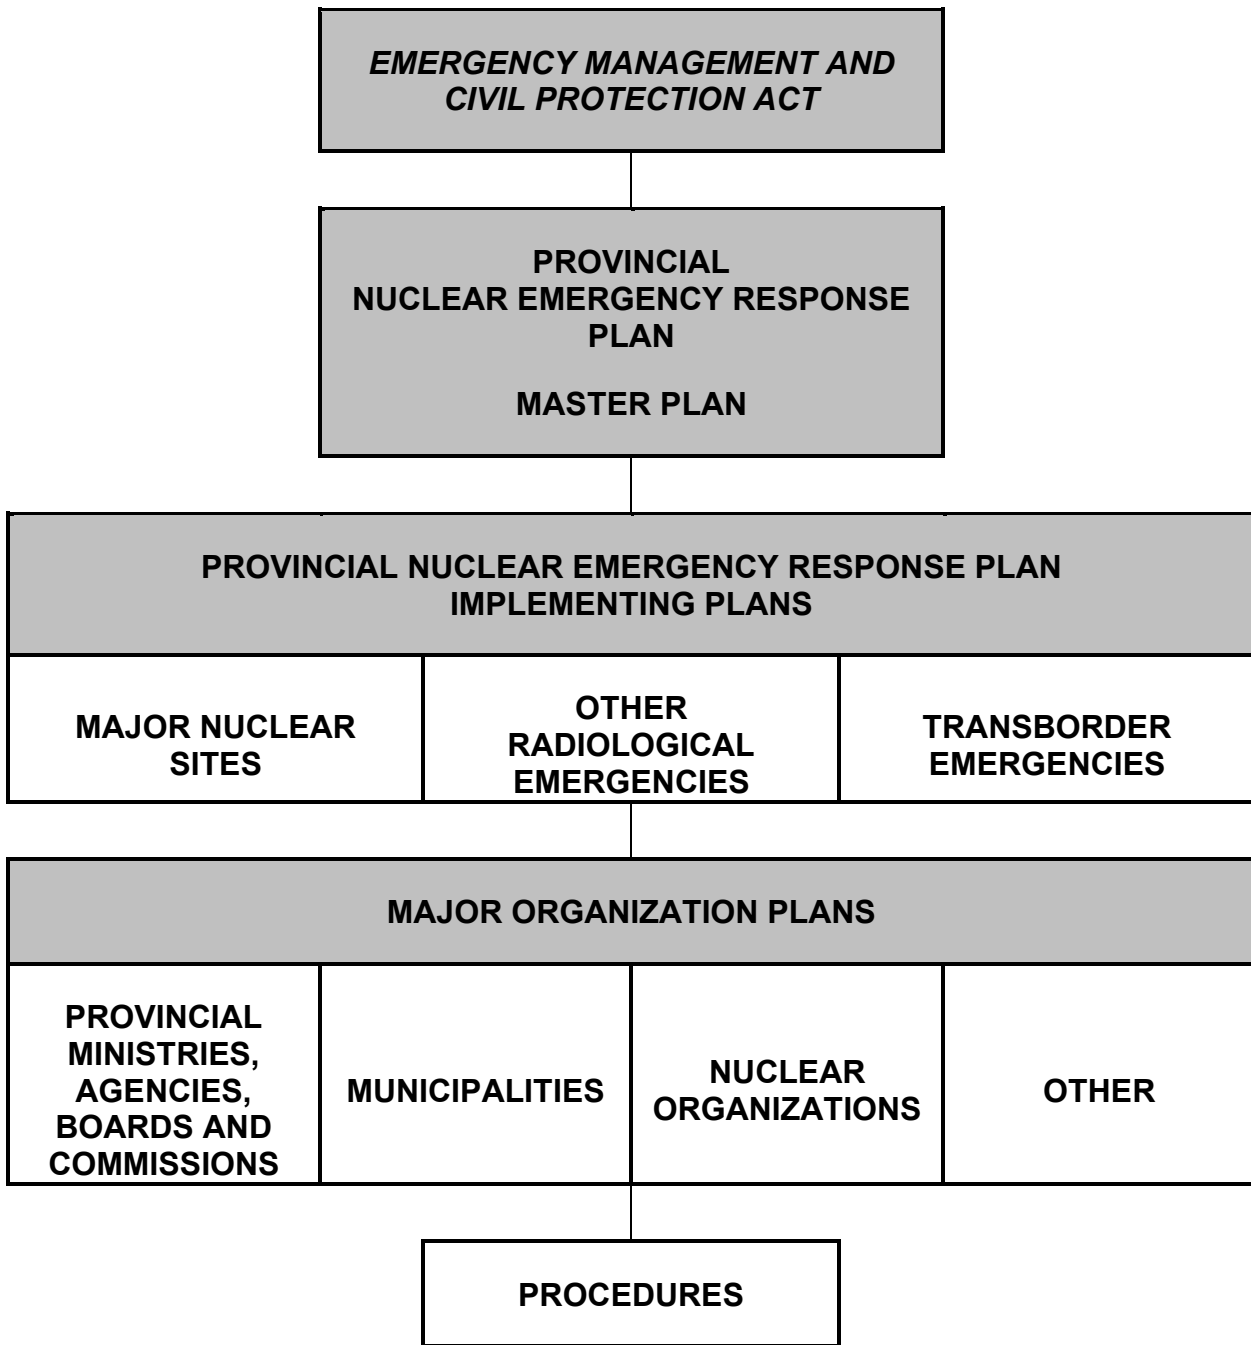 EMERGENCY MANAGEMENT AND
CIVIL PROTECTION ACT
PROVINCIAL
NUCLEAR EMERGENCY RESPONSE
PLAN
MASTER PLAN
PROVINCIAL NUCLEAR EMERGENCY RESPONSE PLAN
IMPLEMENTING PLANS
MAJOR NUCLEAR
SITES
OTHER
RADIOLOGICAL
EMERGENCIES
TRANSBORDER
EMERGENCIES
MAJOR ORGANIZATION PLANS
PROVINCIAL
MINISTRIES,
AGENCIES,
BOARDS AND
COMMISSIONS
MUNICIPALITIES
NUCLEAR
ORGANIZATIONS
OTHER
PROCEDURES